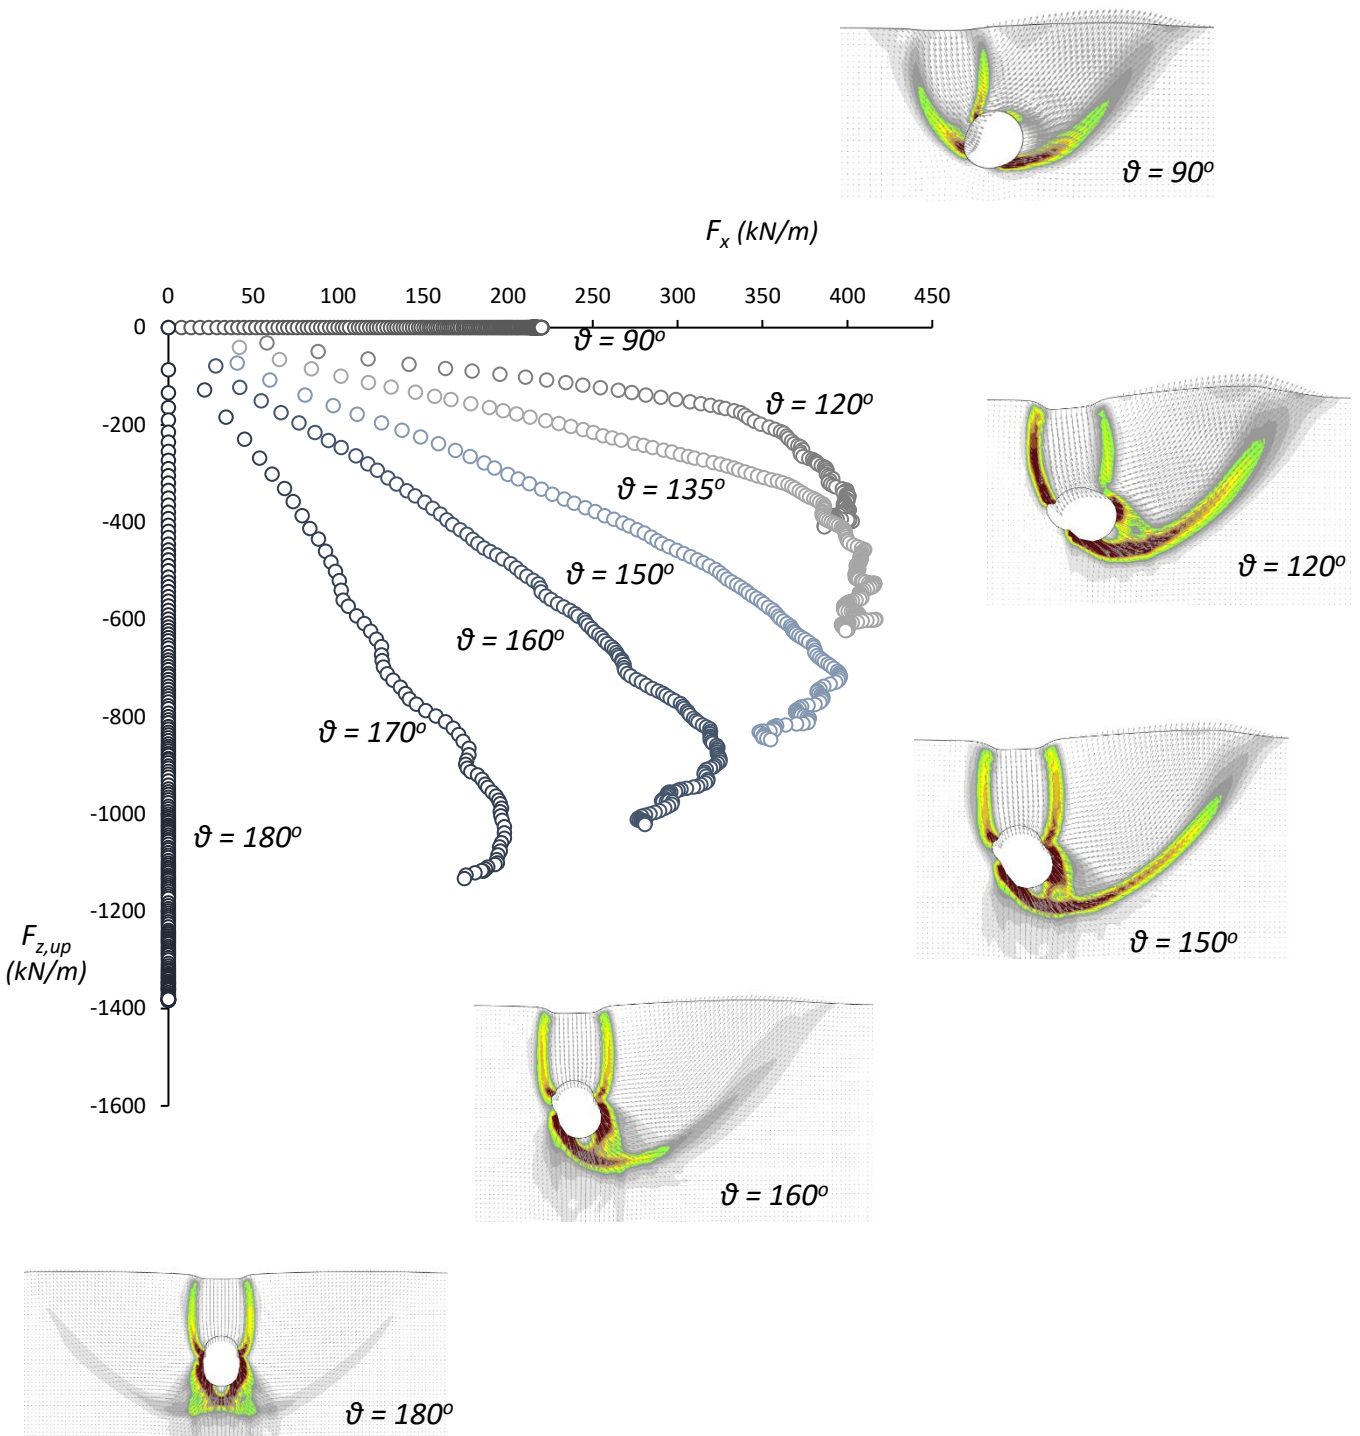 ϑ = 90º
Fₓ (kN/m)
0 50 100 150 200 250 300 350 400 450
0
ϑ = 90º
-200
ϑ = 120º
ϑ = 135º
-400
ϑ = 120º
ϑ = 150º
-600
ϑ = 160º
-800
ϑ = 170º
-1000
ϑ = 180º
-1200
F_z,up
(kN/m)
ϑ = 150º
-1400
-1600
ϑ = 160º
ϑ = 180º